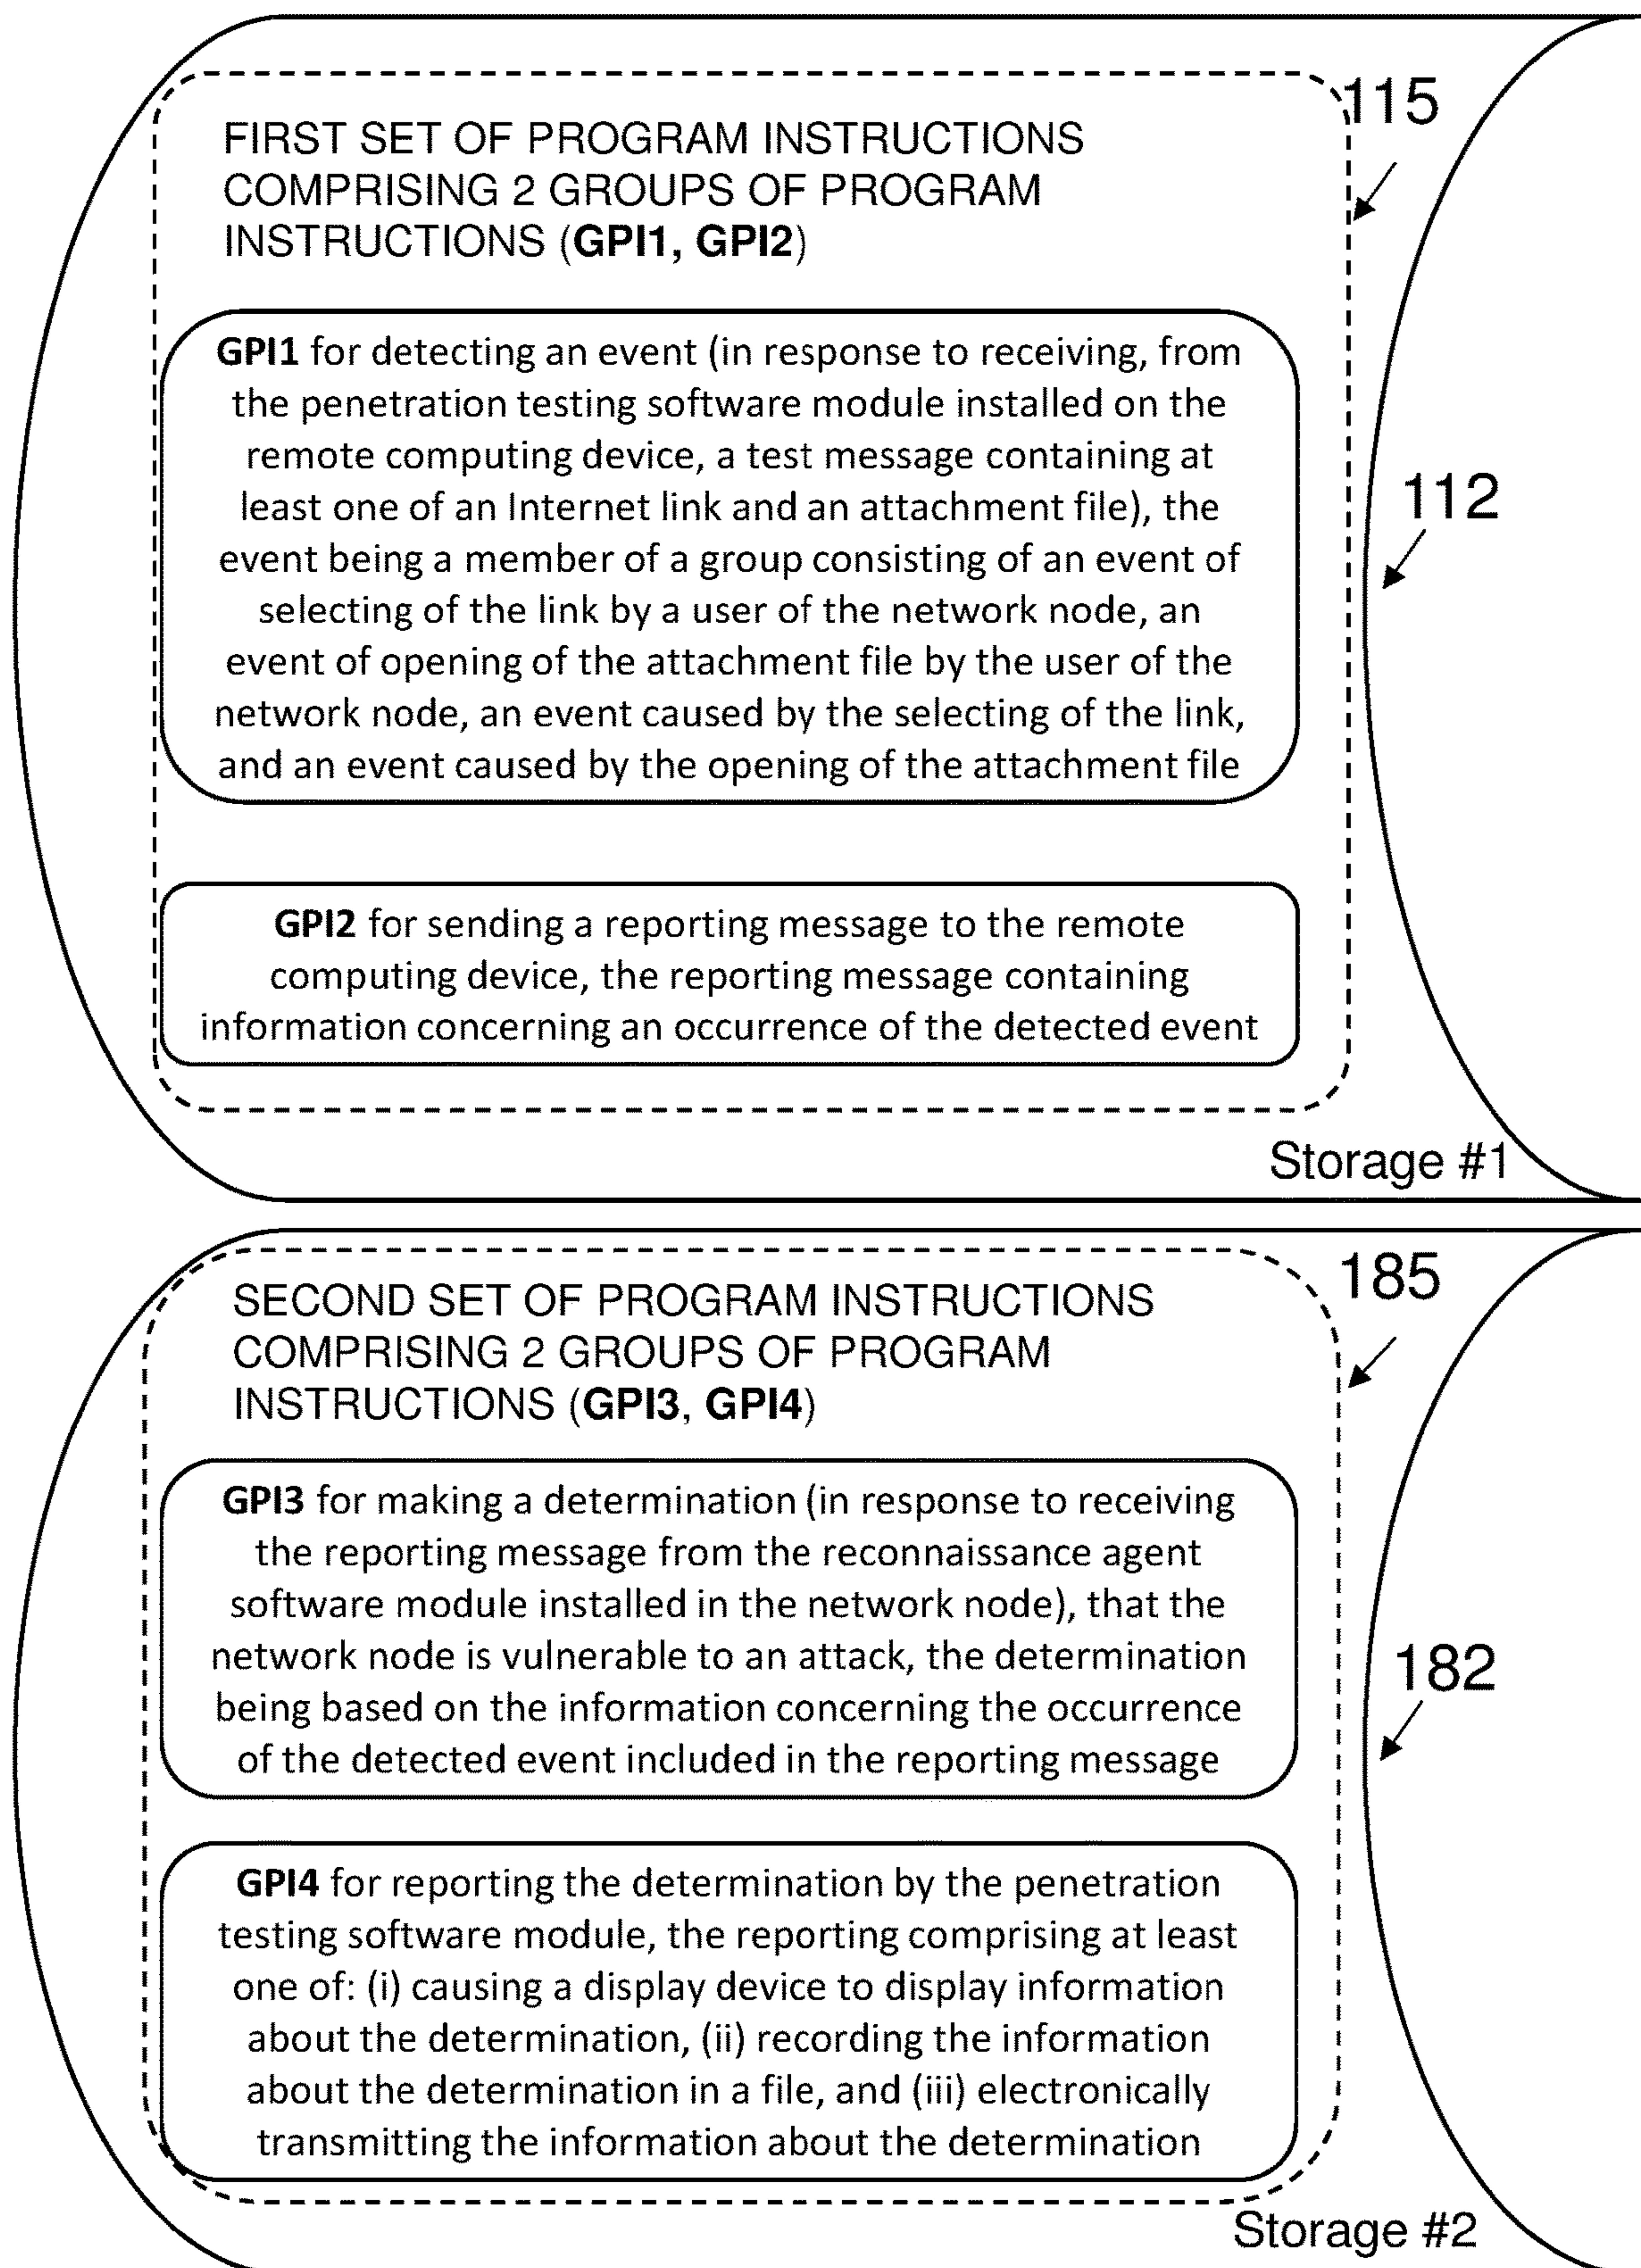 115
FIRST SET OF PROGRAM INSTRUCTIONS
COMPRISING 2 GROUPS OF PROGRAM
INSTRUCTIONS (GPI1, GPI2)
GPI1 for detecting an event (in response to receiving, from
the penetration testing software module installed on the
remote computing device, a test message containing at
least one of an Internet link and an attachment file), the
event being a member of a group consisting of an event of
selecting of the link by a user of the network node, an
event of opening of the attachment file by the user of the
network node, an event caused by the selecting of the link,
and an event caused by the opening of the attachment file
112
GPI2 for sending a reporting message to the remote
computing device, the reporting message containing
information concerning an occurrence of the detected event
Storage #1
185
SECOND SET OF PROGRAM INSTRUCTIONS
COMPRISING 2 GROUPS OF PROGRAM
INSTRUCTIONS (GPI3, GPI4)
GPI3 for making a determination (in response to receiving
the reporting message from the reconnaissance agent
software module installed in the network node), that the
network node is vulnerable to an attack, the determination
being based on the information concerning the occurrence
of the detected event included in the reporting message
182
GPI4 for reporting the determination by the penetration
testing software module, the reporting comprising at least
one of: (i) causing a display device to display information
about the determination, (ii) recording the information
about the determination in a file, and (iii) electronically
transmitting the information about the determination
Storage #2